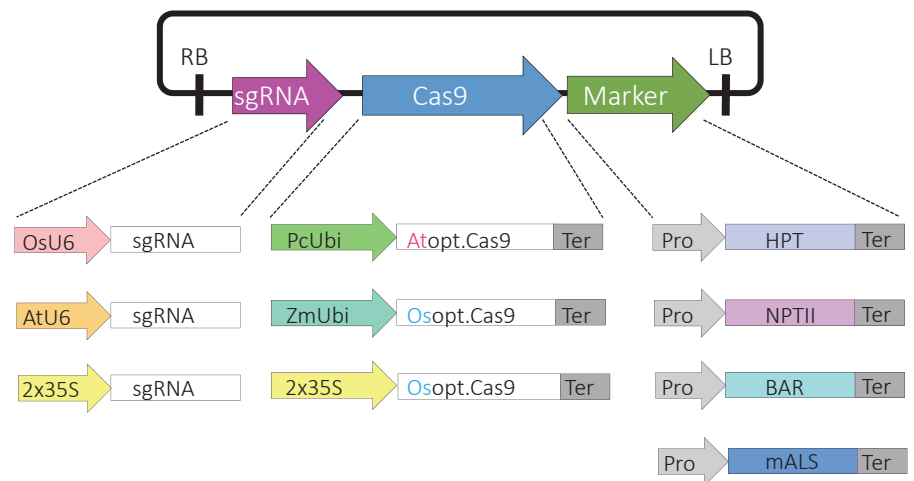 RB LB
sgRNA Cas9 Marker
OsU6 sgRNA PcUbi Atopt.Cas9 Ter Pro HPT Ter
AtU6 sgRNA ZmUbi Osopt.Cas9 Ter Pro NPTII Ter
2x35S sgRNA 2x35S Osopt.Cas9 Ter Pro BAR Ter
Pro mALS Ter